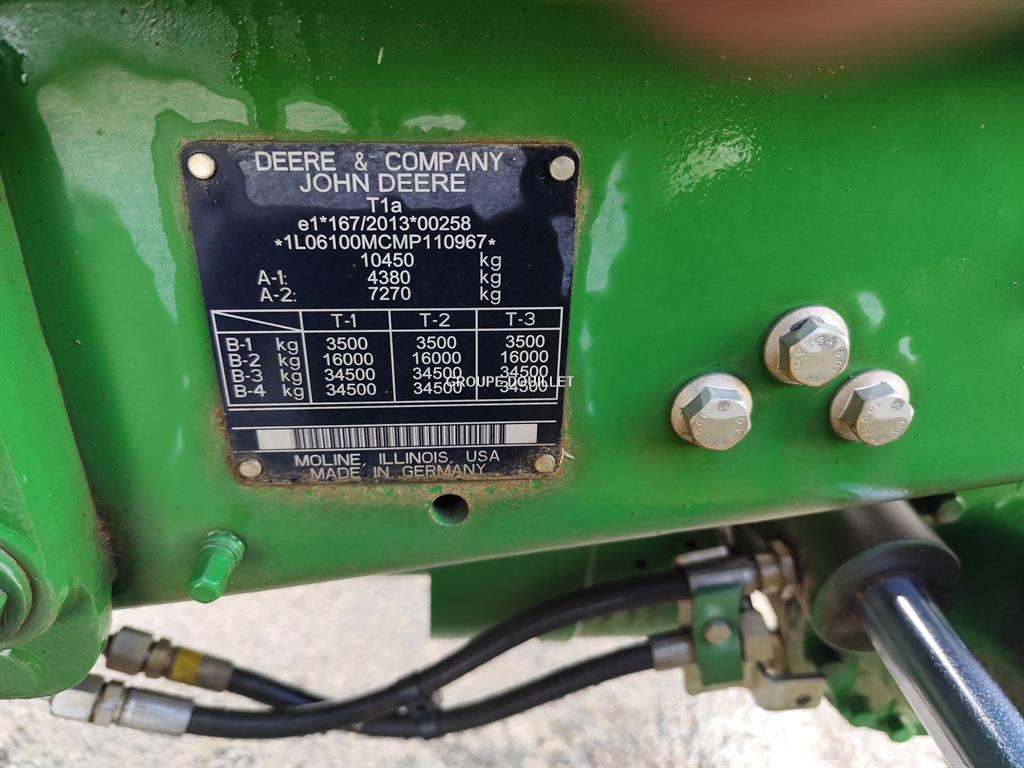 DEERE & COMPANY
JOHN DEERE
T1a
e1*167/2013*00258
*1L06100MCMP110967*
10450 kg
A-1: 4380 kg
A-2: 7270 kg
T-1 T-2 T-3
B-1 kg 3500 3500 3500
B-2 kg 16000 16000 16000
B-3 kg 34500 34500 34500
B-4 kg 34500 34500 34500
GROUPE DOUILLET
MOLINE, ILLINOIS, USA
MADE IN GERMANY